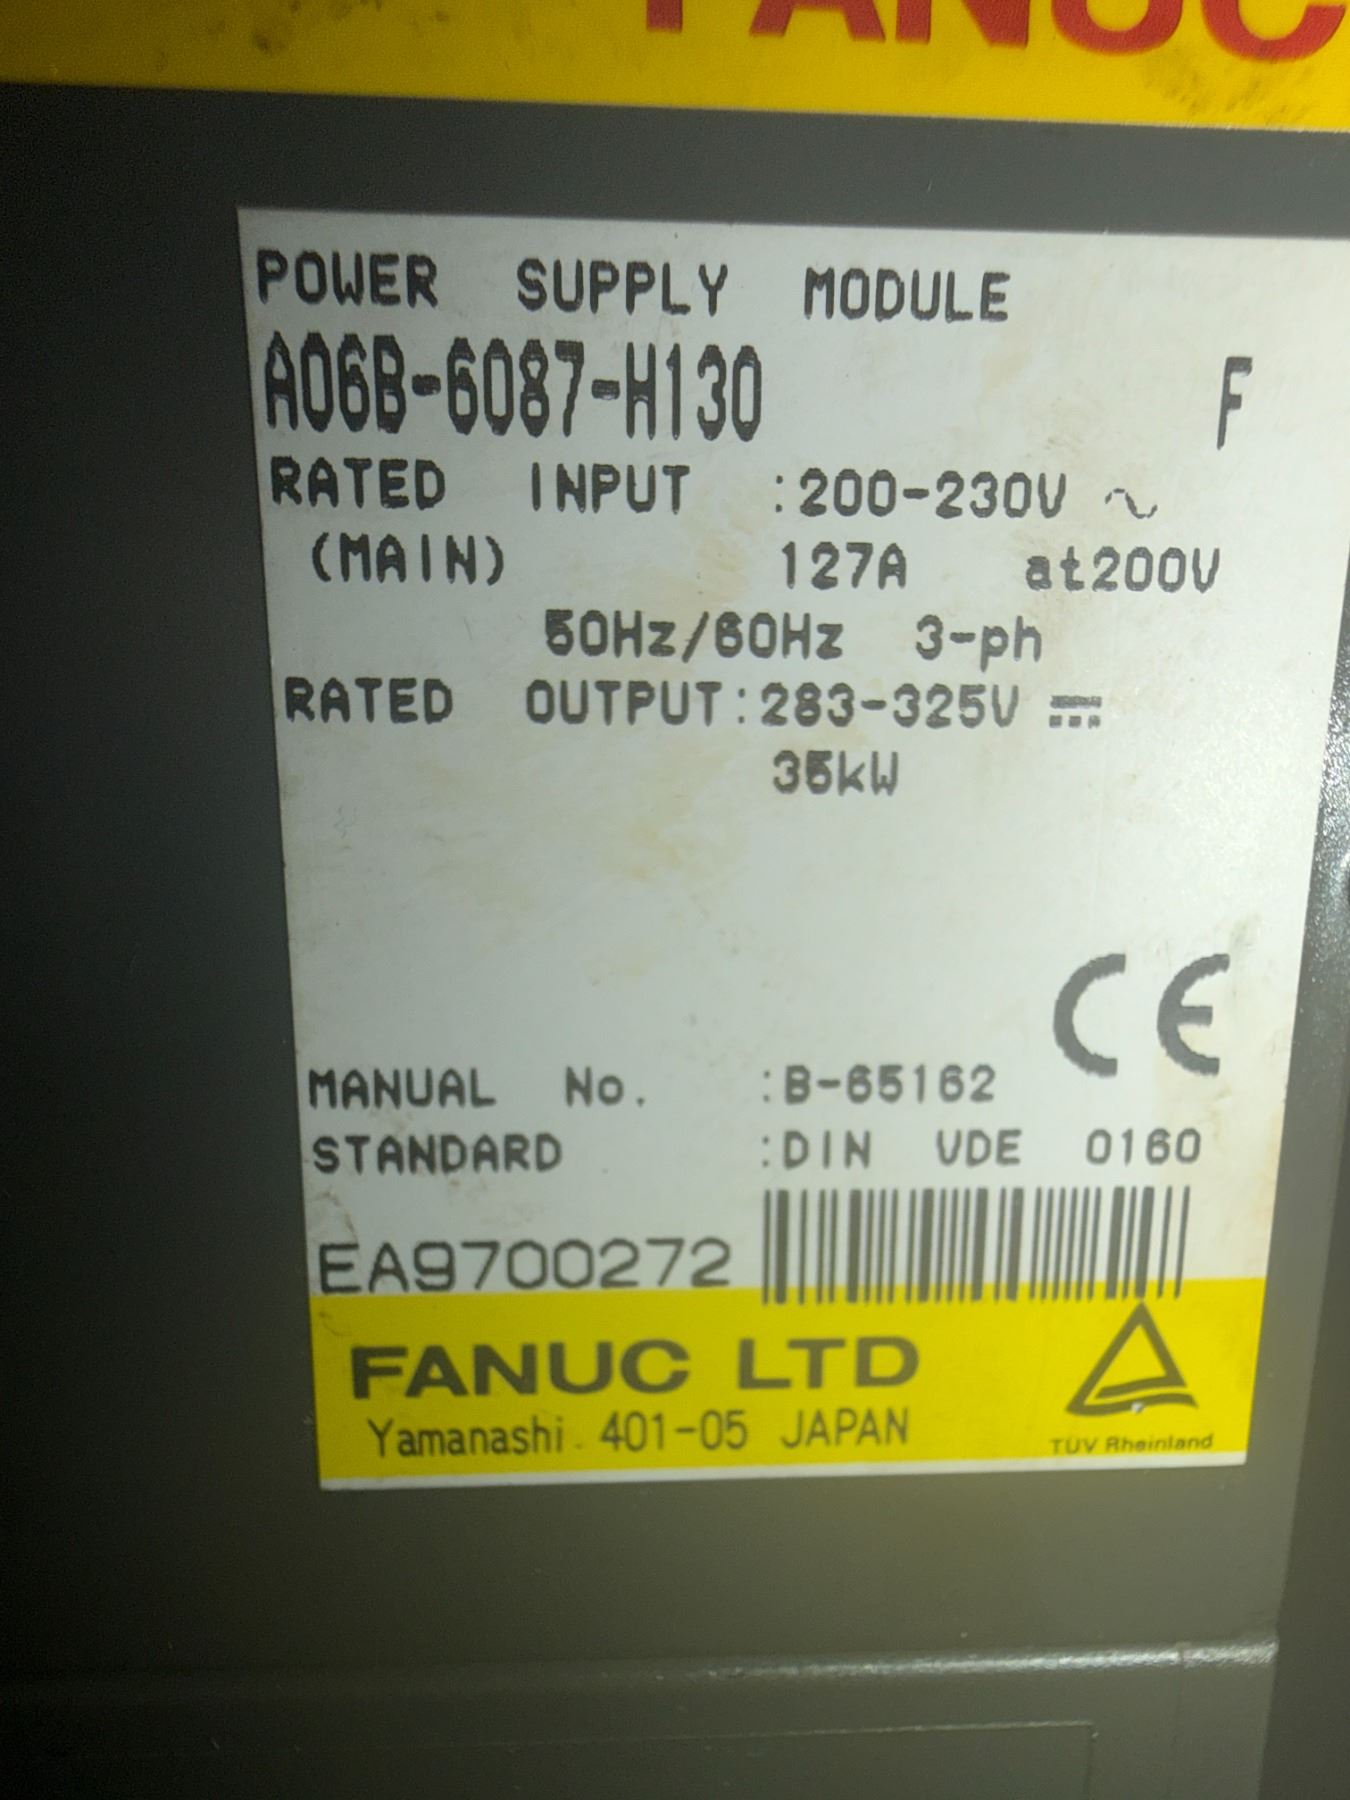 FANUC
POWER SUPPLY MODULE
A06B-6087-H130 F
RATED INPUT :200-230V ∿
(MAIN) 127A at200V
50Hz/60Hz 3-ph
RATED OUTPUT:283-325V ⎓
35kW
CE
MANUAL No. :B-65162
STANDARD :DIN VDE 0160
EA9700272
FANUC LTD
Yamanashi 401-05 JAPAN
TÜV Rheinland